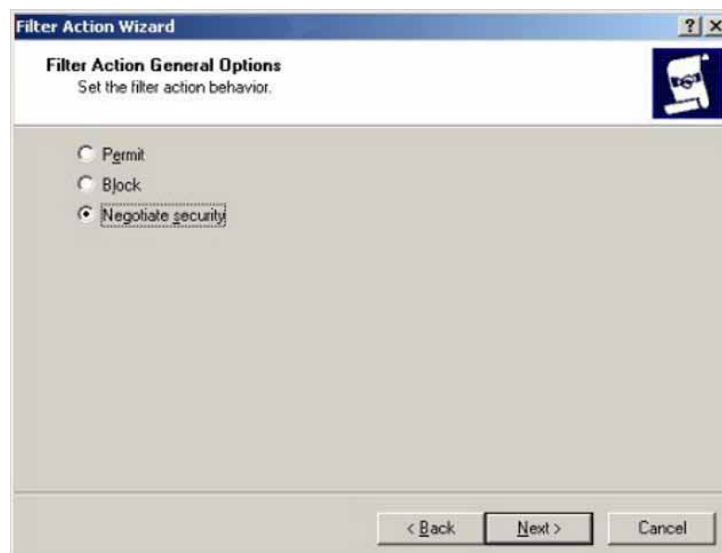 Filter Action Wizard
Filter Action General Options
Set the filter action behavior.
Permit
Block
Negotiate security
< Back
Next >
Cancel